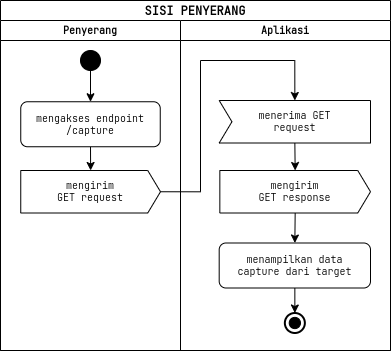 SISI PENYERANG
Penyerang
Aplikasi
mengakses endpoint
/capture
mengirim
GET request
menerima GET
request
mengirim
GET response
menampilkan data
capture dari target